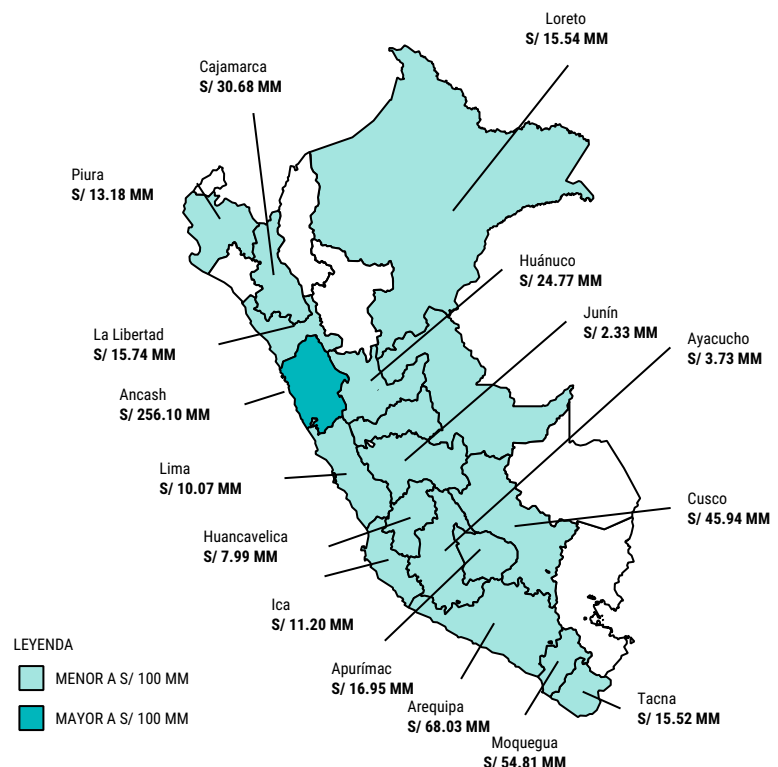 Loreto
S/ 15.54 MM
Cajamarca
S/ 30.68 MM
Piura
S/ 13.18 MM
Huánuco
S/ 24.77 MM
Junín
S/ 2.33 MM
Ayacucho
S/ 3.73 MM
La Libertad
S/ 15.74 MM
Ancash
S/ 256.10 MM
Lima
S/ 10.07 MM
Cusco
S/ 45.94 MM
Huancavelica
S/ 7.99 MM
Ica
S/ 11.20 MM
LEYENDA
MENOR A S/ 100 MM
MAYOR A S/ 100 MM
Apurímac
S/ 16.95 MM
Arequipa
S/ 68.03 MM
Moquegua
S/ 54.81 MM
Tacna
S/ 15.52 MM